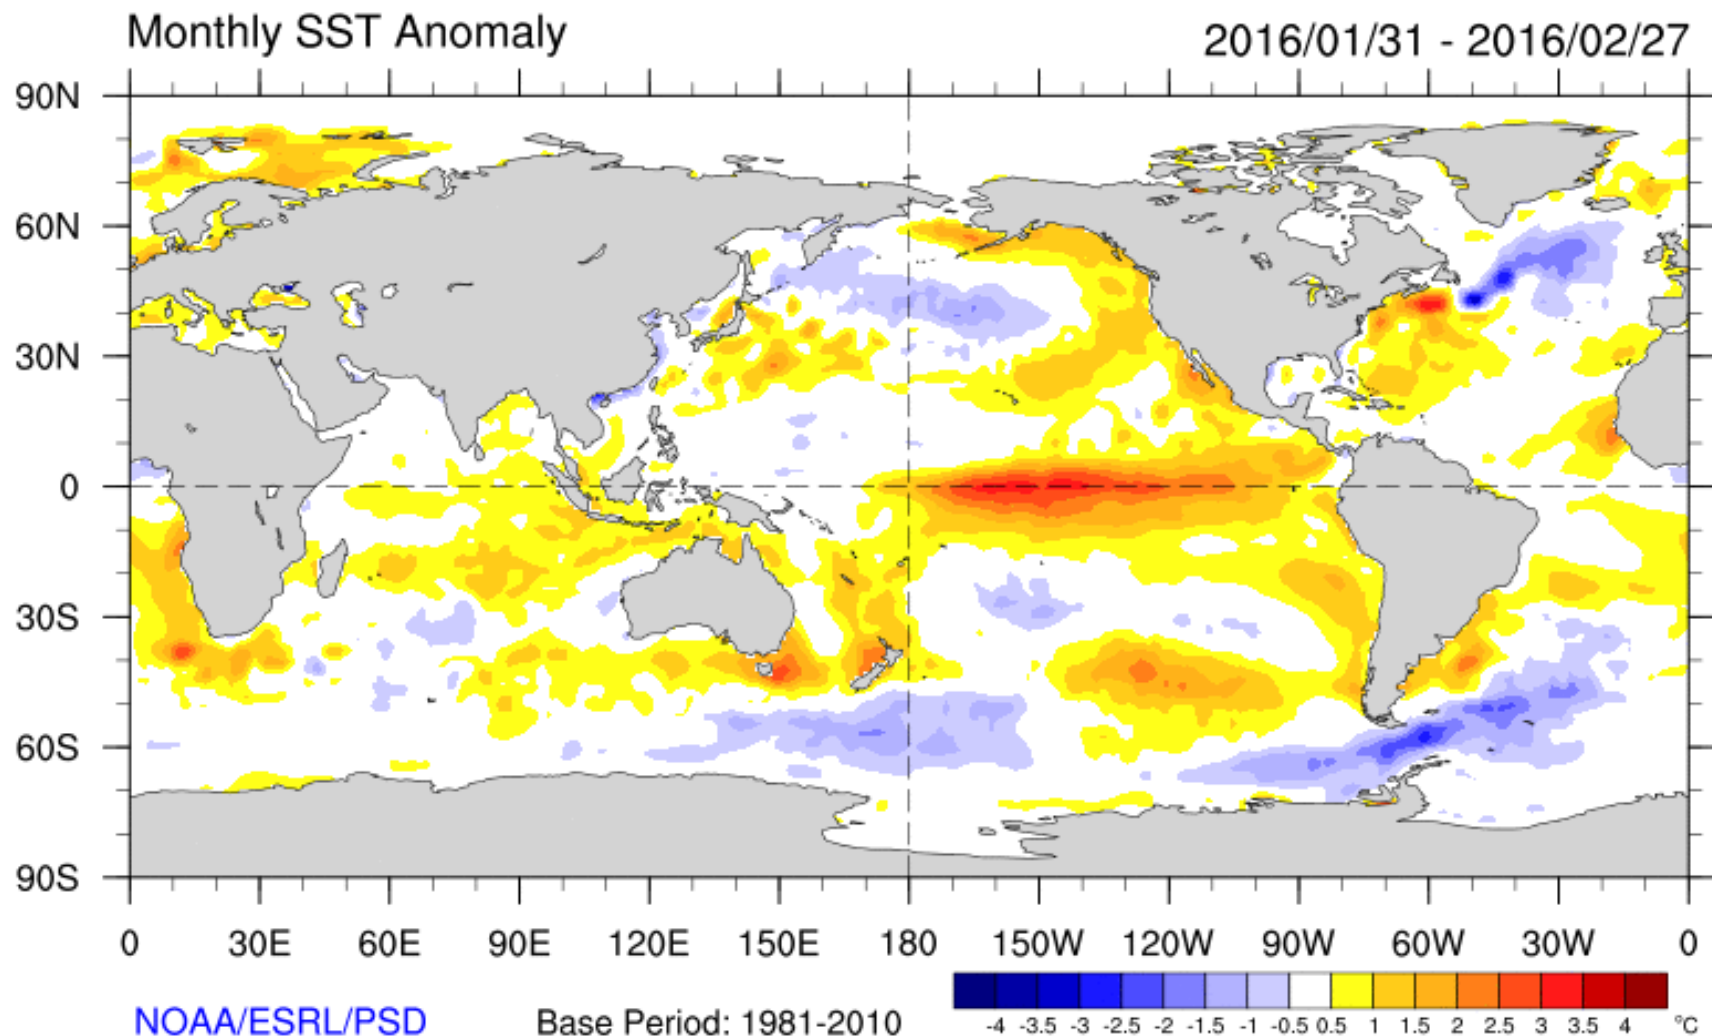 Monthly SST Anomaly 2016/01/31 - 2016/02/27
90N
60N
30N
0
30S
60S
90S
0 30E 60E 90E 120E 150E 180 150W 120W 90W 60W 30W 0
-4 -3.5 -3 -2.5 -2 -1.5 -1 -0.5 0.5 1 1.5 2 2.5 3 3.5 4 °C
NOAA/ESRL/PSD Base Period: 1981-2010